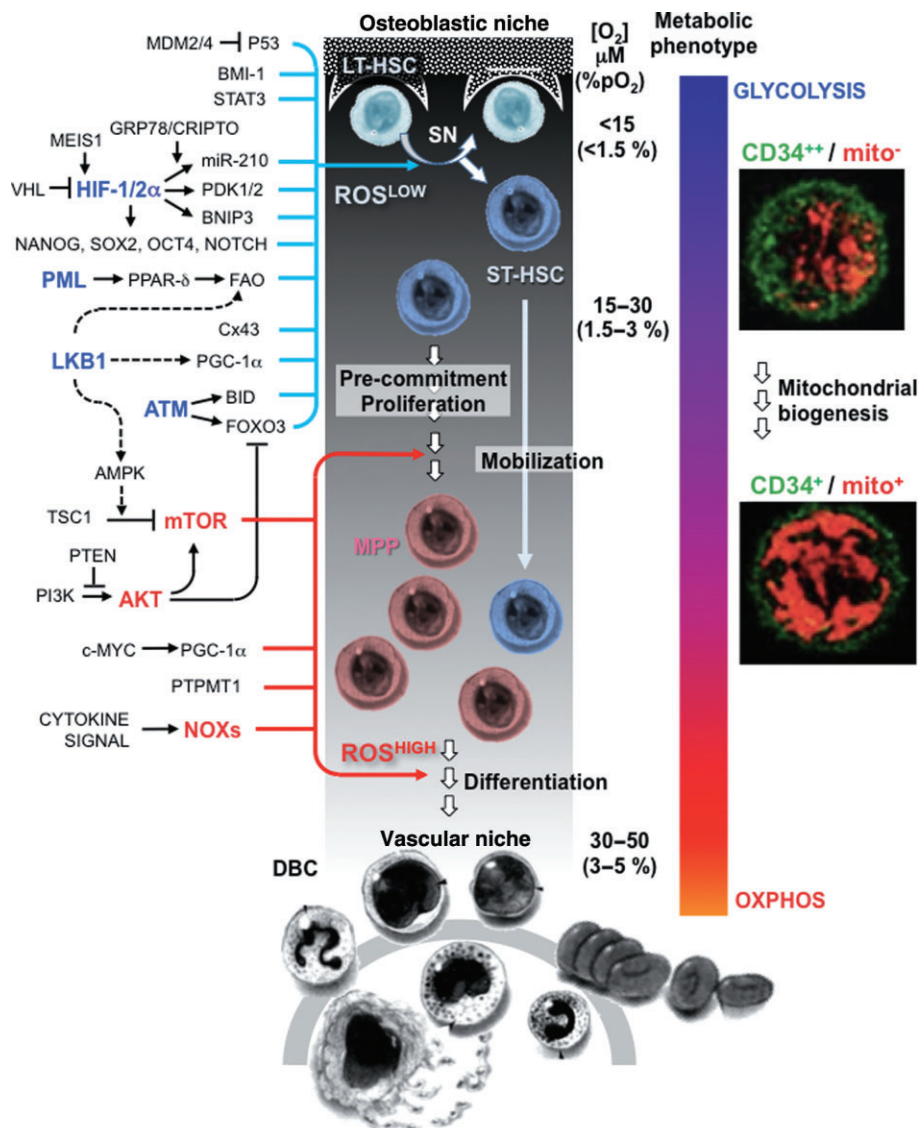 Osteoblastic niche
[O₂]
μM
(%pO₂)
Metabolic
phenotype
MDM2/4 P53
BMI-1
STAT3
GRP78/CRIPTO
MEIS1
miR-210
VHL HIF-1/2α PDK1/2
BNIP3
NANOG, SOX2, OCT4, NOTCH
PML PPAR-δ FAO
Cx43
LKB1 PGC-1α
ATM BID
FOXO3
AMPK
TSC1 mTOR
PTEN
PI3K AKT
c-MYC PGC-1α
PTPMT1
CYTOKINE
SIGNAL
NOXs
LT-HSC
SN
ROSLOW
ST-HSC
Pre-commitment
Proliferation
Mobilization
MPP
ROSHIGH
Differentiation
Vascular niche
DBC
<15
(<1.5 %)
15–30
(1.5–3 %)
30–50
(3–5 %)
GLYCOLYSIS
CD34⁺⁺ / mito⁻
Mitochondrial
biogenesis
CD34⁺ / mito⁺
OXPHOS